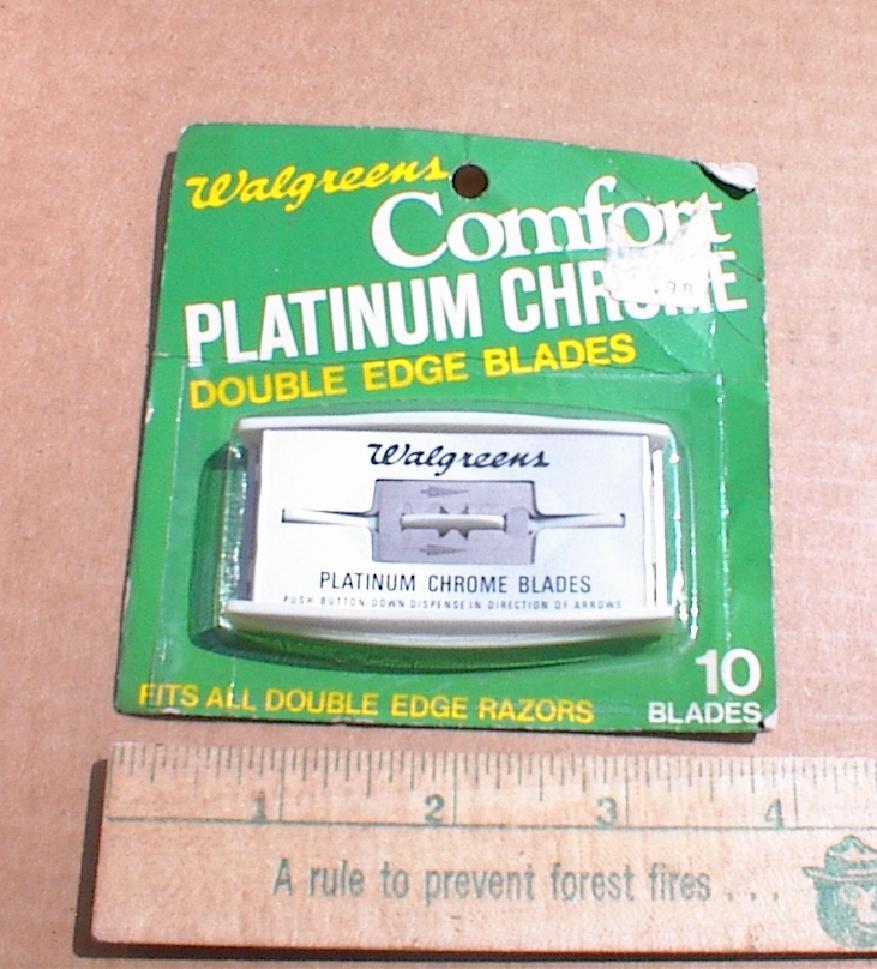 Walgreens
Comfort
PLATINUM CHROME
DOUBLE EDGE BLADES
Walgreens
PLATINUM CHROME BLADES
PUSH BUTTON DOWN DISPENSE IN DIRECTION OF ARROWS
10
FITS ALL DOUBLE EDGE RAZORS
BLADES
1 2 3 4
A rule to prevent forest fires . . .